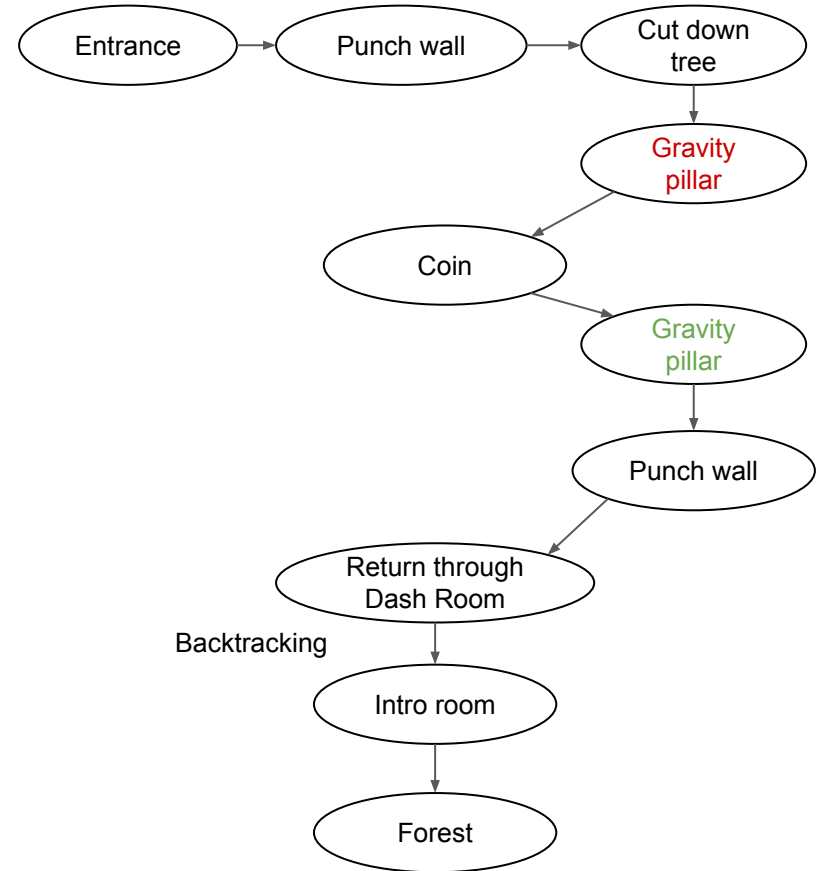 Entrance
Punch wall
Cut down
tree
Gravity
pillar
Coin
Gravity
pillar
Punch wall
Return through
Dash Room
Backtracking
Intro room
Forest